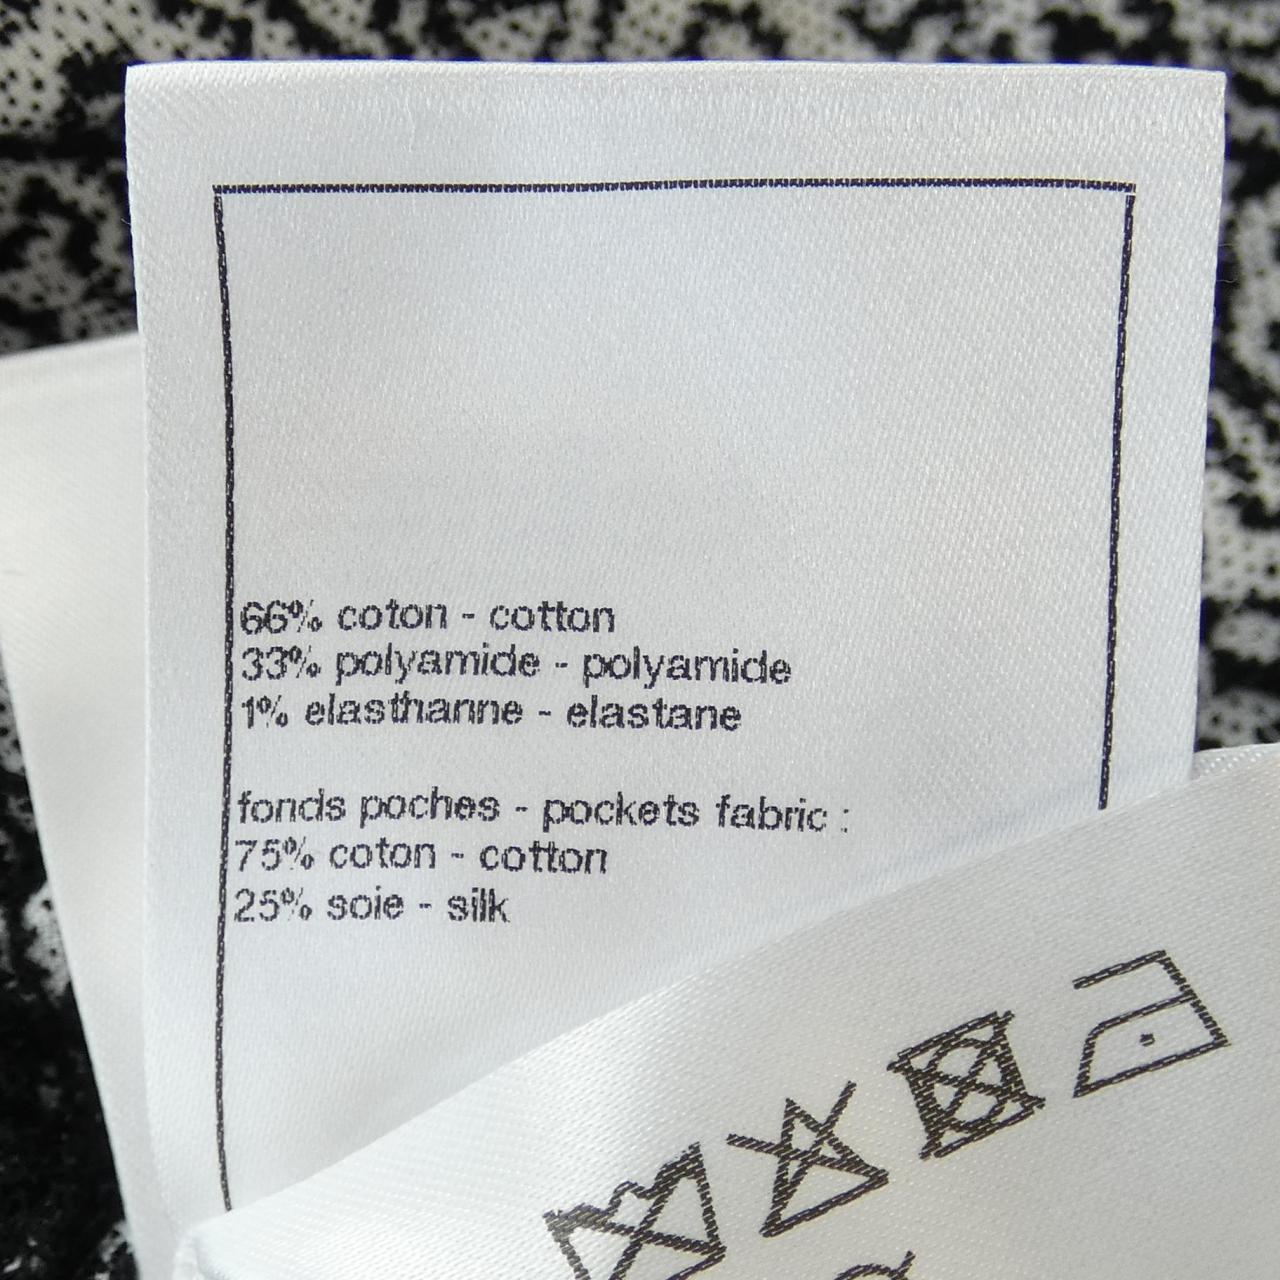 66% coton - cotton
33% polyamide - polyamide
1% elasthanne - elastane
fonds poches - pockets fabric :
75% coton - cotton
25% soie - silk